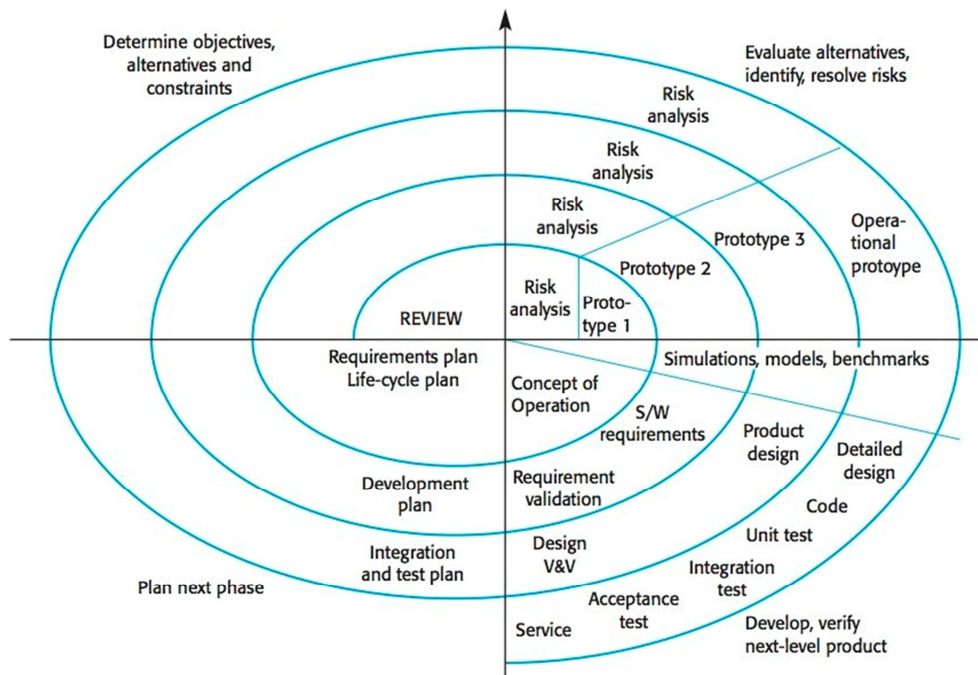 Determine objectives,
alternatives and
constraints
Evaluate alternatives,
identify, resolve risks
Risk
analysis
Risk
analysis
Risk
analysis
Risk
analysis
Proto-
type 1
Prototype 2
Prototype 3
Opera-
tional
protoype
REVIEW
Requirements plan
Life-cycle plan
Simulations, models, benchmarks
Concept of
Operation
S/W
requirements
Product
design
Detailed
design
Development
plan
Requirement
validation
Code
Unit test
Integration
and test plan
Design
V&V
Integration
test
Plan next phase
Acceptance
test
Service
Develop, verify
next-level product